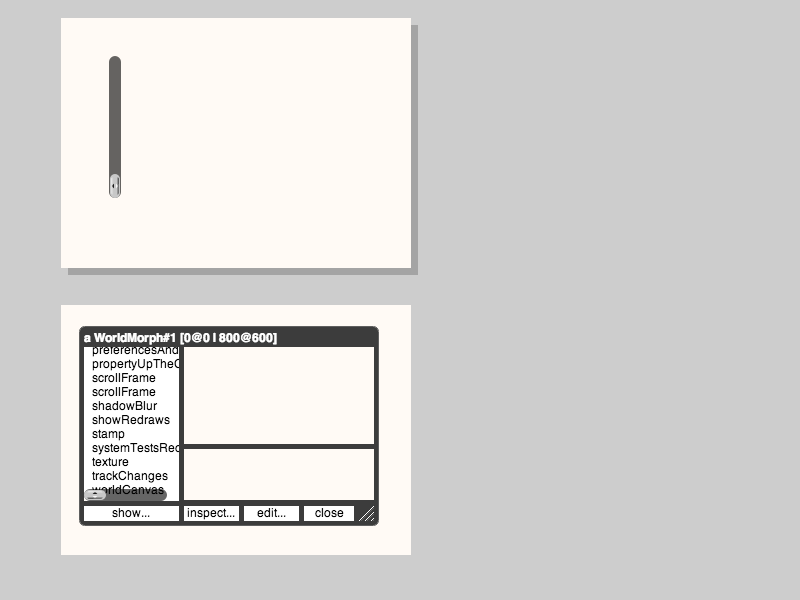 a WorldMorph#1 [0@0 | 800@600]
preferencesAnd
propertyUpTheC
scrollFrame
scrollFrame
shadowBlur
showRedraws
stamp
systemTestsRec
texture
trackChanges
worldCanvas
show... inspect... edit... close